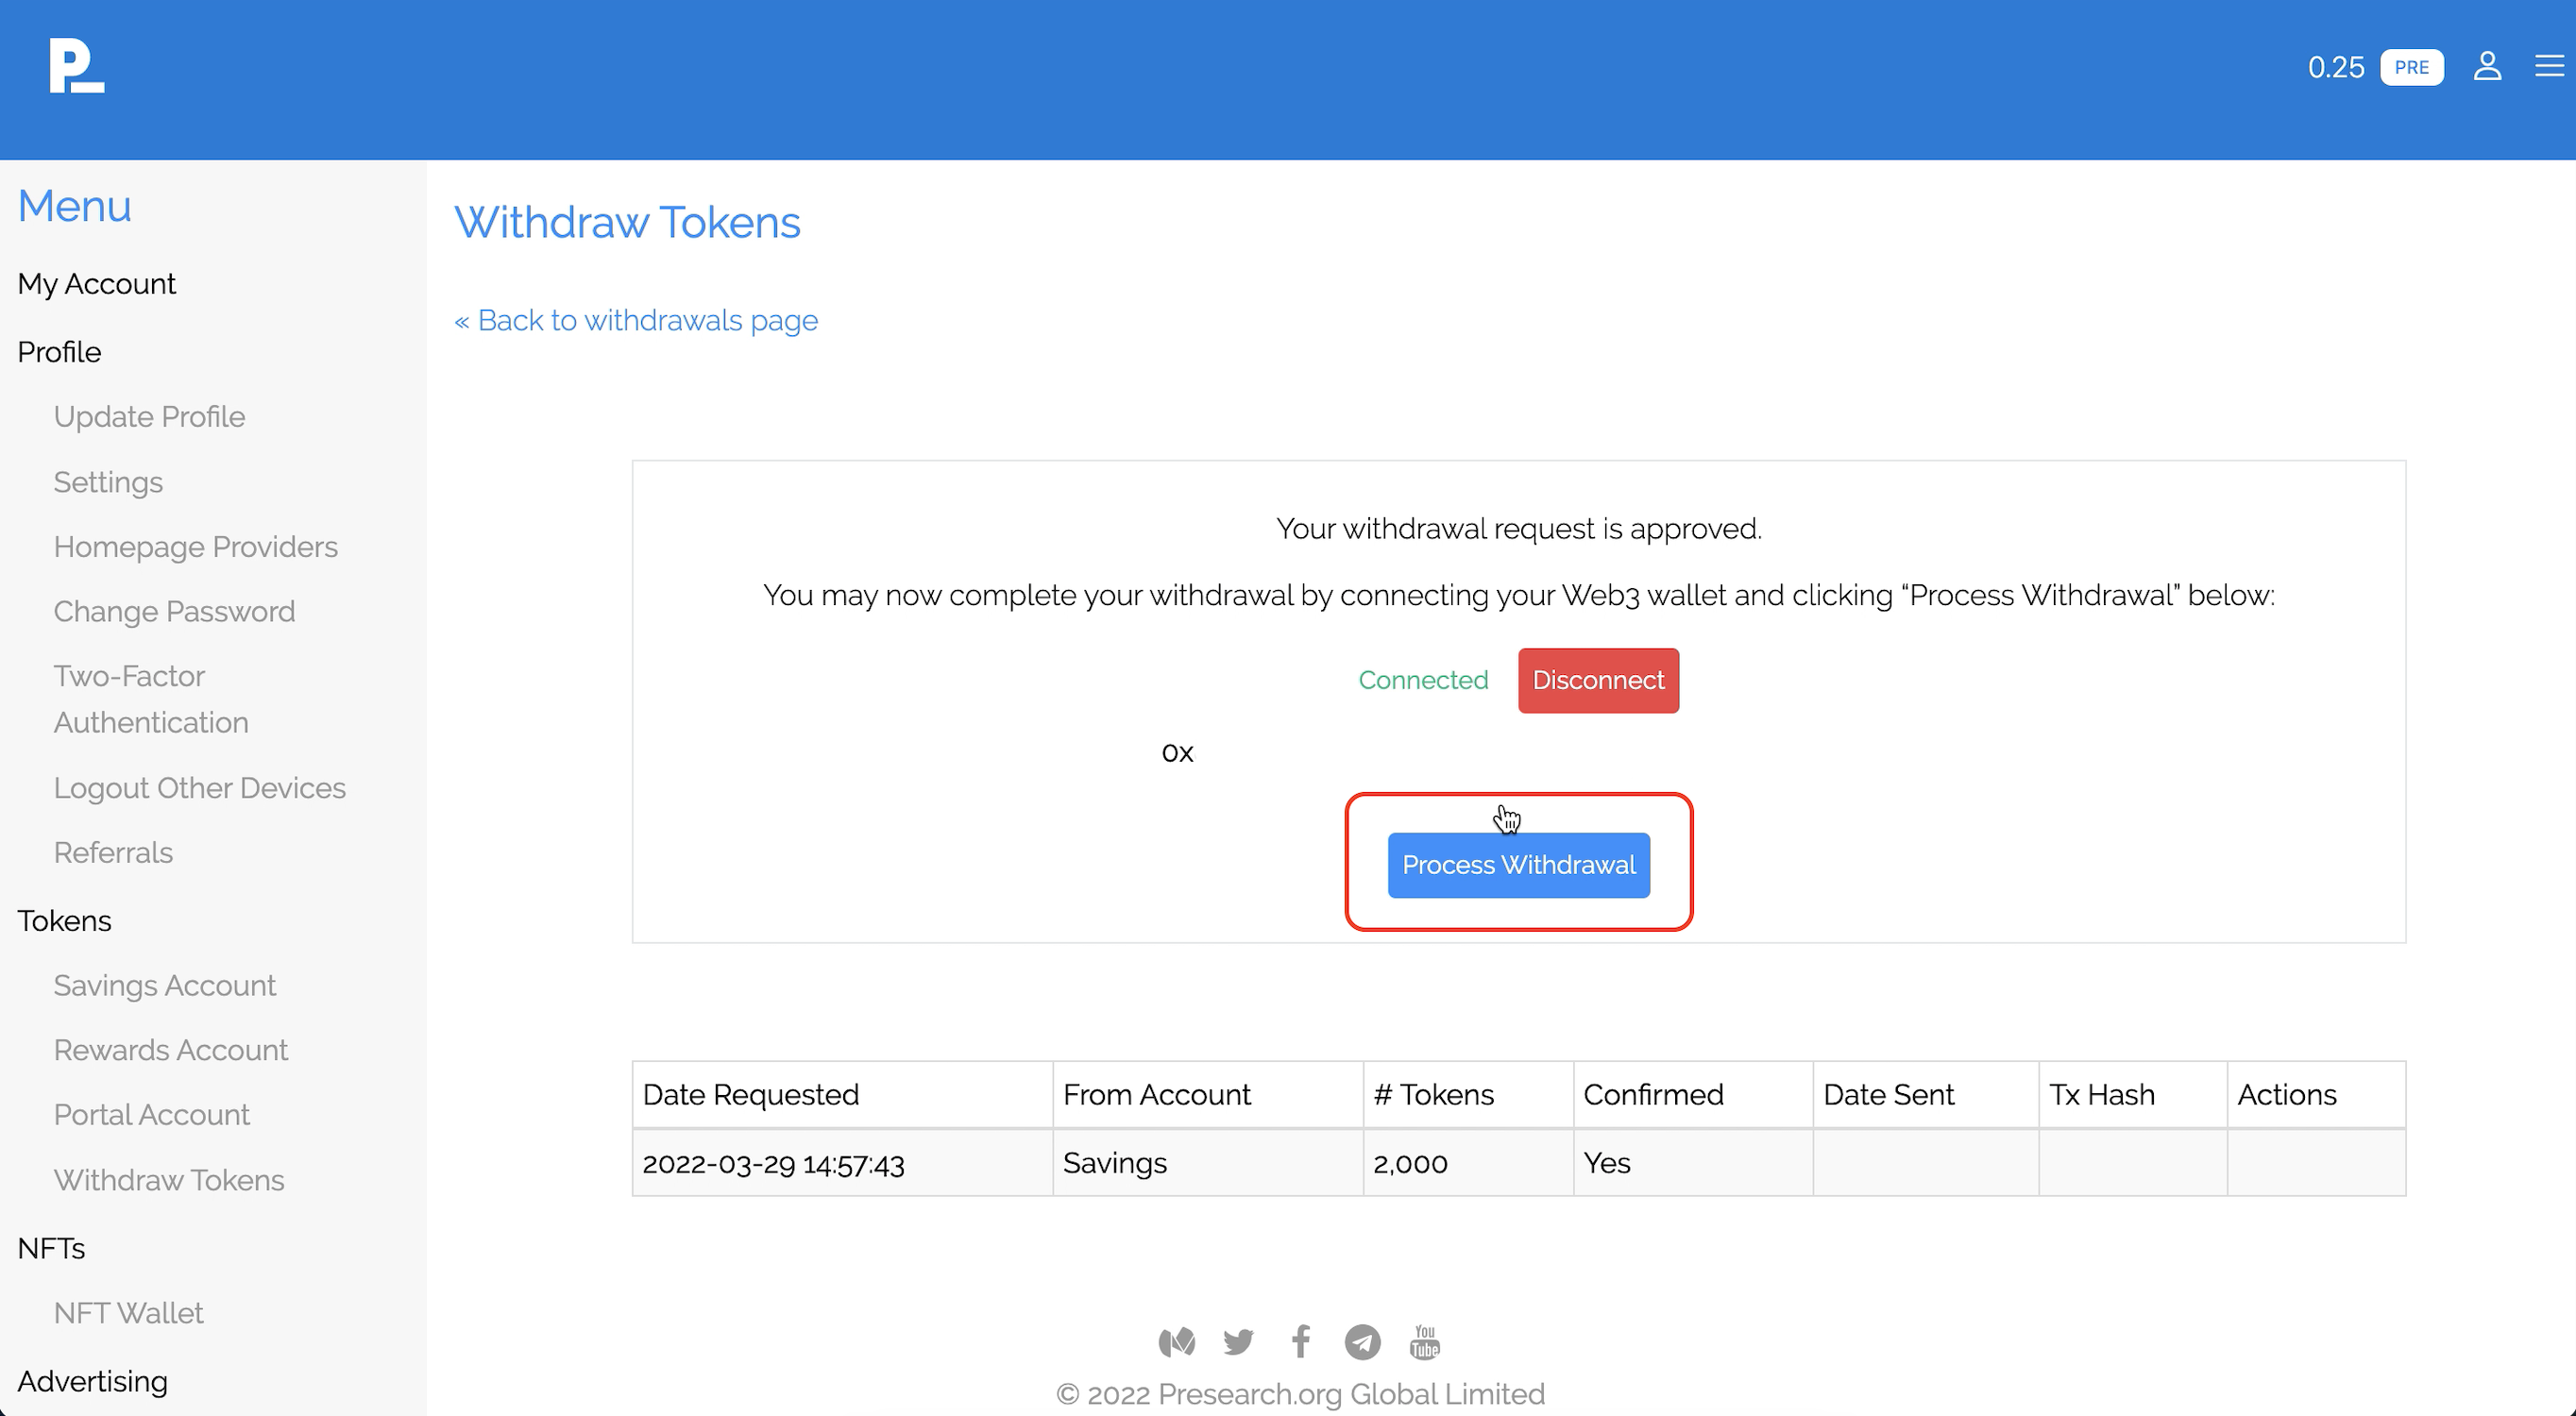 P_
0.25 PRE
Menu
My Account
Profile
Update Profile
Settings
Homepage Providers
Change Password
Two-Factor
Authentication
Logout Other Devices
Referrals
Tokens
Savings Account
Rewards Account
Portal Account
Withdraw Tokens
NFTs
NFT Wallet
Advertising
Withdraw Tokens
« Back to withdrawals page
Your withdrawal request is approved.
You may now complete your withdrawal by connecting your Web3 wallet and clicking “Process Withdrawal” below:
Connected Disconnect
0x
Process Withdrawal
Date Requested From Account # Tokens Confirmed Date Sent Tx Hash Actions
2022-03-29 14:57:43 Savings 2,000 Yes
You
Tube
© 2022 Presearch.org Global Limited